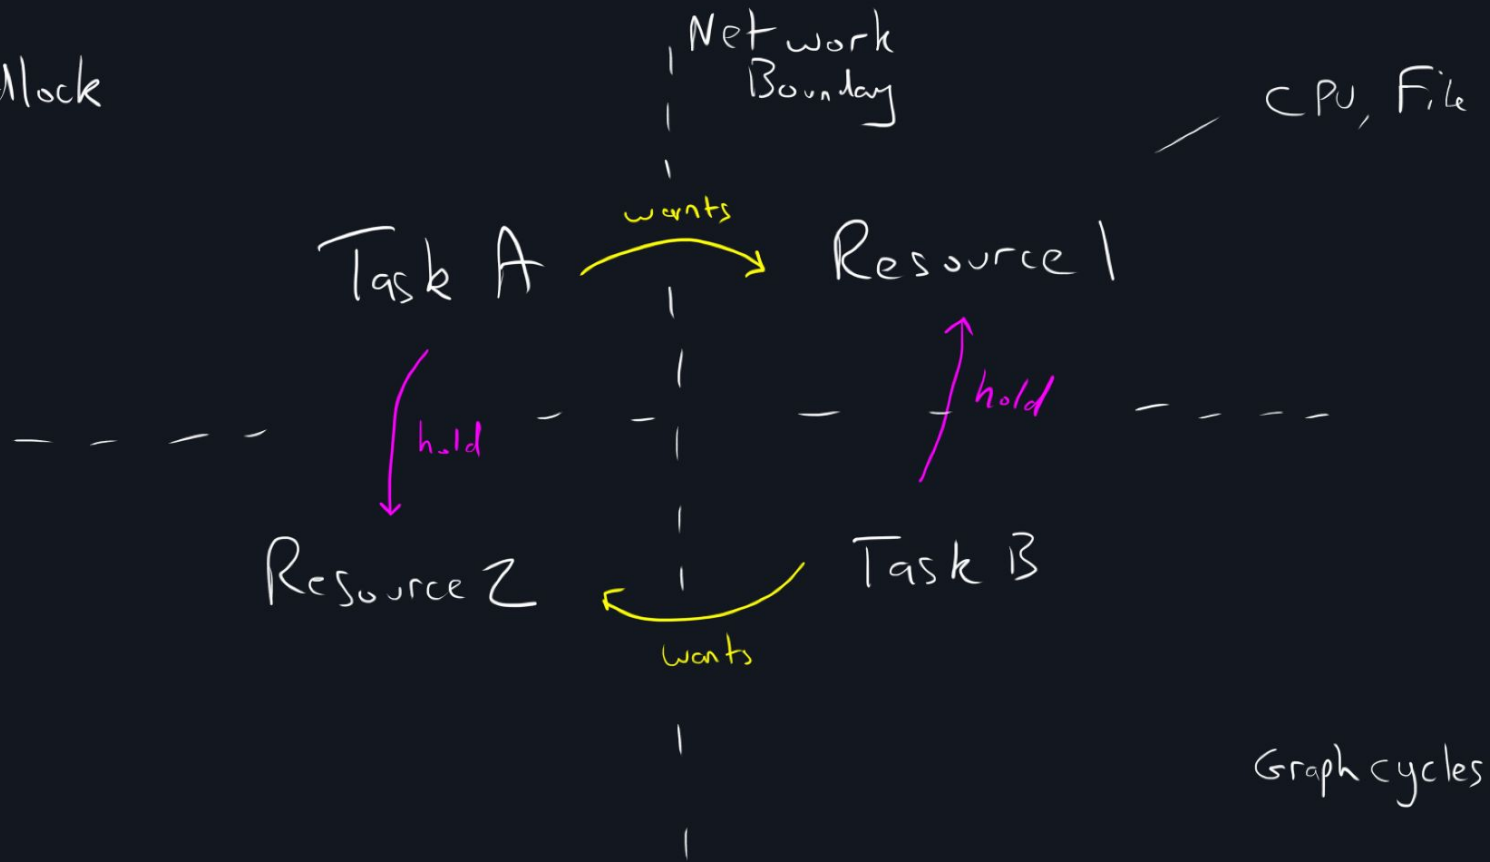 Network
Boundary
llock
CPU, File
wants
Task A
Resource 1
hold
hold
Resource 2
Task B
wants
Graph cycles